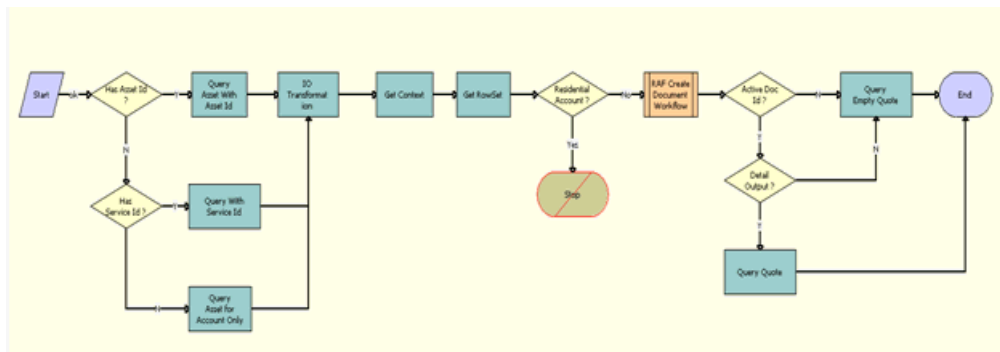 Start
ok
Has Asset Id
?
Y
Query
Asset With
Asset Id
IO
Transformat
ion
Get Context
Get RowSet
Residential
Account ?
No
RAF Create
Document
Workflow
Active Doc
Id ?
N
Query
Empty Quote
End
N
Yes
Y
N
Has
Service Id ?
Y
Query With
Service Id
Stop
Detail
Output ?
Y
Query Quote
N
Query
Asset for
Account Only